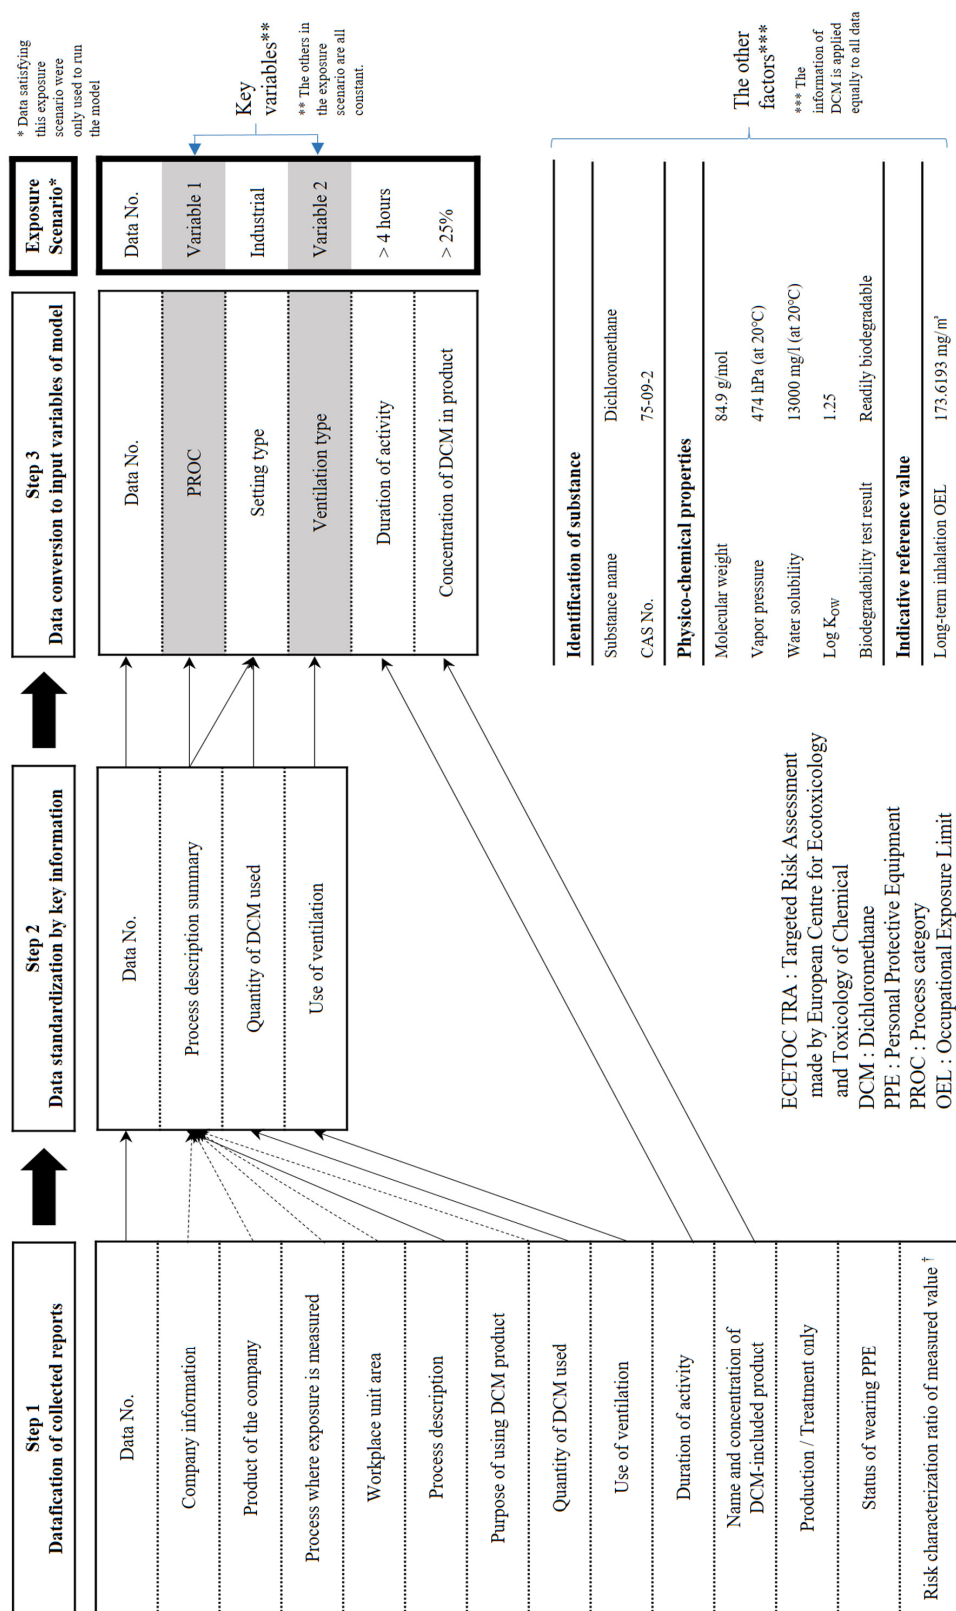 Step 1
Datafication of collected reports
Data No.
Company information
Product of the company
Process where exposure is measured
Workplace unit area
Process description
Purpose of using DCM product
Quantity of DCM used
Use of ventilation
Duration of activity
Name and concentration of
DCM-included product
Production / Treatment only
Status of wearing PPE
Risk characterization ratio of measured value †
Step 2
Data standardization by key information
Data No.
Process description summary
Quantity of DCM used
Use of ventilation
Step 3
Data conversion to input variables of model
Data No.
PROC
Setting type
Ventilation type
Duration of activity
Concentration of DCM in product
Exposure
Scenario*
Data No.
Variable 1
Industrial
Variable 2
> 4 hours
> 25%
* Data satisfying
this exposure
scenario were
only used to run
the model
Key
variables**
** The others in
the exposure
scenario are all
constant.
ECETOC TRA : Targeted Risk Assessment
made by European Centre for Ecotoxicology
and Toxicology of Chemical
DCM : Dichloromethane
PPE : Personal Protective Equipment
PROC : Process category
OEL : Occupational Exposure Limit
Identification of substance
Substance name Dichloromethane
CAS No. 75-09-2
Physico-chemical properties
Molecular weight 84.9 g/mol
Vapor pressure 474 hPa (at 20℃)
Water solubility 13000 mg/l (at 20℃)
Log KOW 1.25
Biodegradability test result Readily biodegradable
Indicative reference value
Long-term inhalation OEL 173.6193 mg/㎥
The other
factors***
*** The
information of
DCM is applied
equally to all data